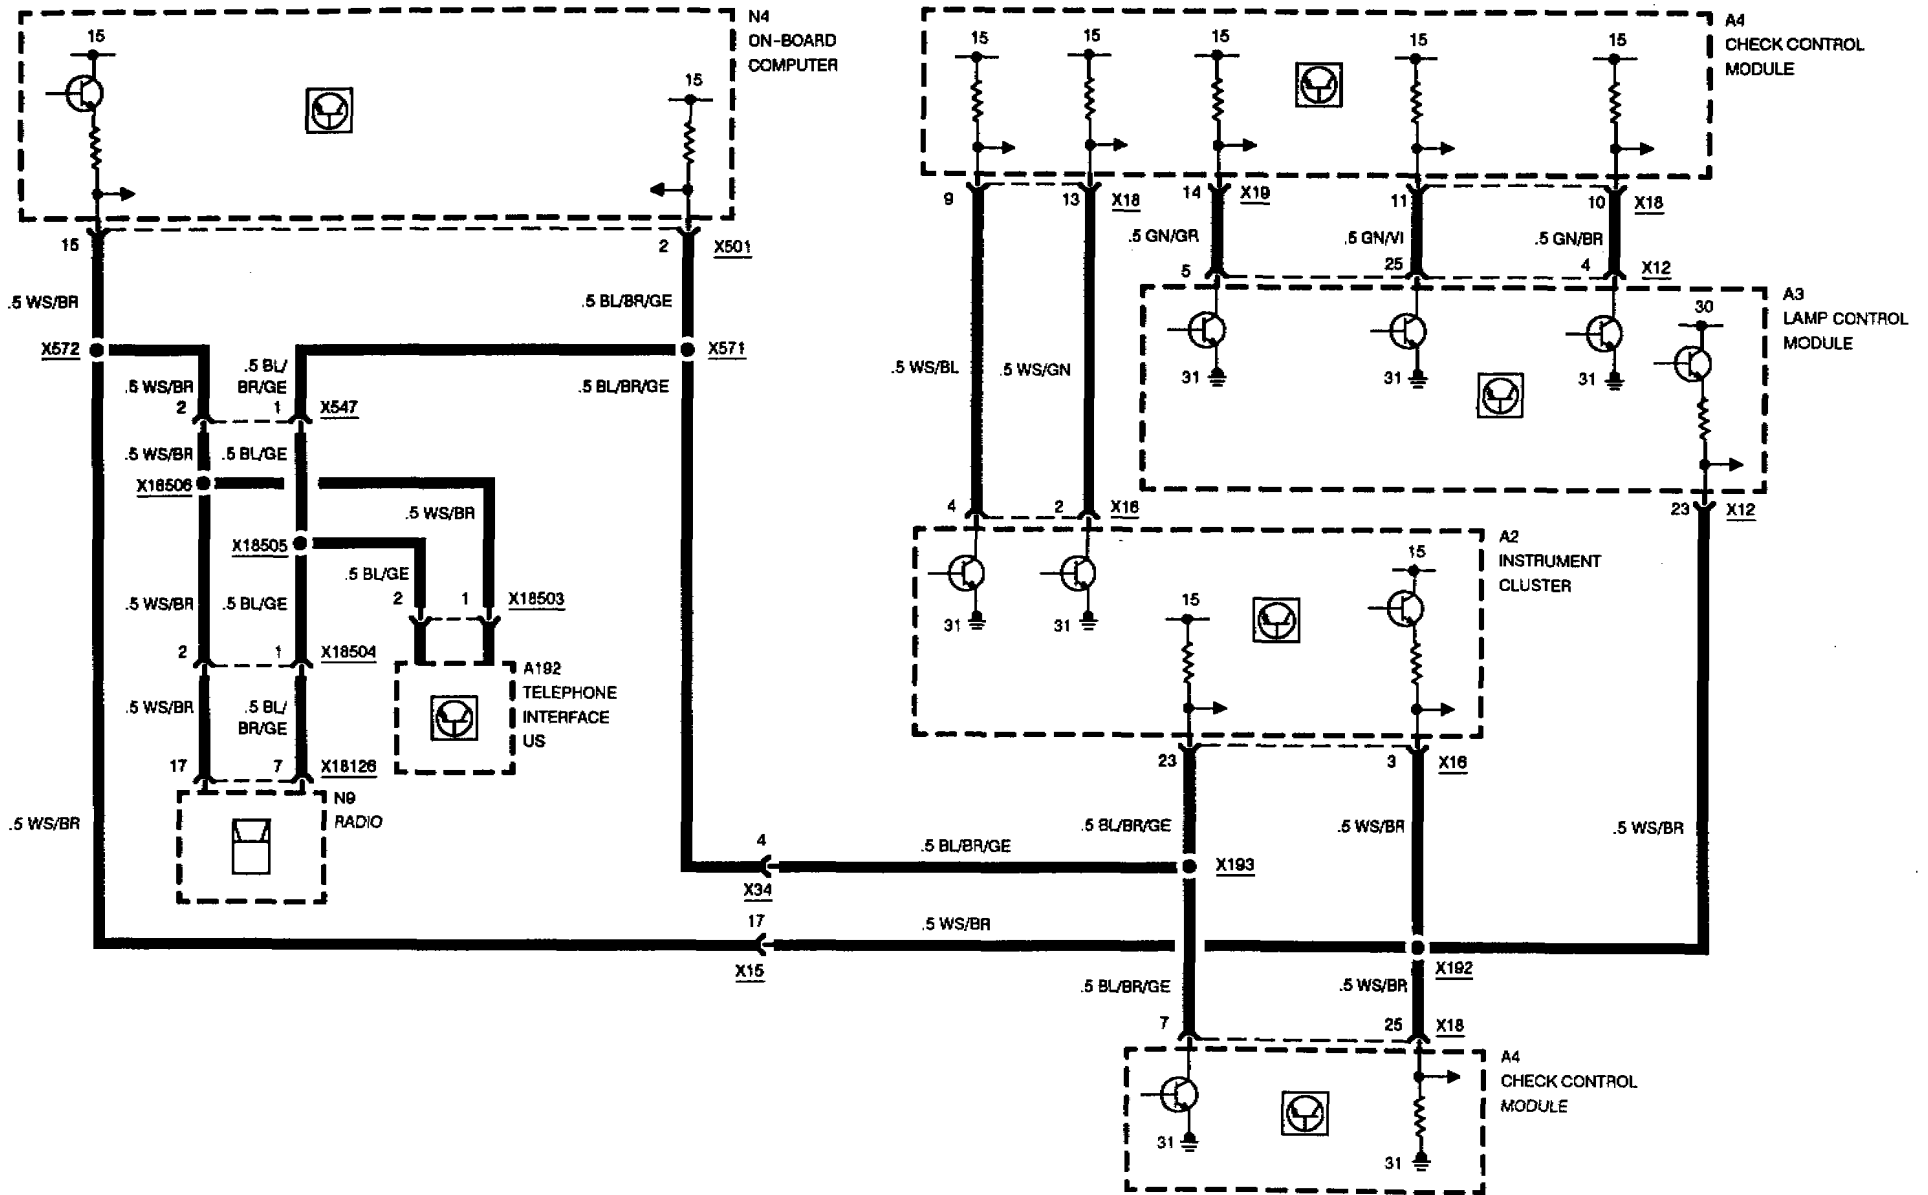 N4
ON-BOARD
COMPUTER
15
15
15
2
X501
.5 WS/BR
.5 BL/BR/GE
X572
X571
.5 WS/BR
.5 BL/
BR/GE
.5 BL/BR/GE
2
1
X547
.5 WS/BR
.5 BL/GE
X18506
.5 WS/BR
X18505
.5 BL/GE
.5 WS/BR
.5 BL/GE
2
1
X18503
2
1
X18504
A192
TELEPHONE
INTERFACE
US
.5 WS/BR
.5 BL/
BR/GE
17
7
X18126
N9
RADIO
.5 WS/BR
4
X34
.5 BL/BR/GE
17
X15
.5 WS/BR
A4
CHECK CONTROL
MODULE
15
15
15
15
15
9
13
X18
14
X19
11
10
X18
.5 GN/GR
.5 GN/VI
.5 GN/BR
5
25
4
X12
A3
LAMP CONTROL
MODULE
30
31
31
31
.5 WS/BL
.5 WS/GN
4
2
X16
23
X12
A2
INSTRUMENT
CLUSTER
15
15
31
31
23
3
X16
.5 BL/BR/GE
.5 WS/BR
.5 WS/BR
X193
X192
.5 BL/BR/GE
.5 WS/BR
7
25
X18
A4
CHECK CONTROL
MODULE
31
31